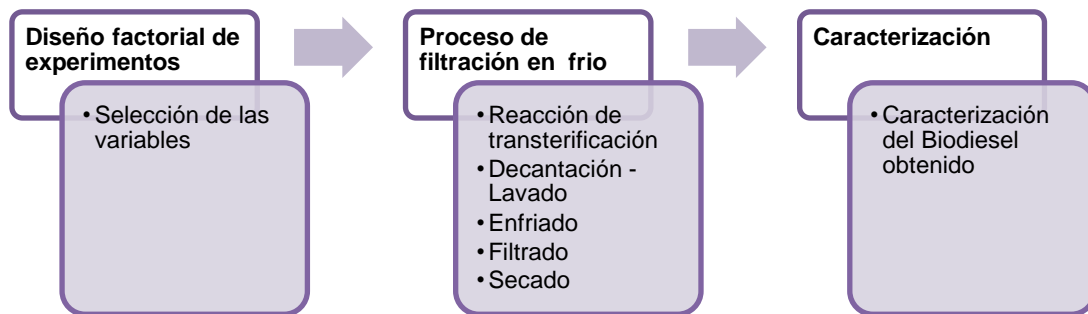 Diseño factorial de
experimentos
• Selección de las
variables
Proceso de
filtración en frio
• Reacción de
transterificación
• Decantación -
Lavado
• Enfriado
• Filtrado
• Secado
Caracterización
• Caracterización
del Biodiesel
obtenido